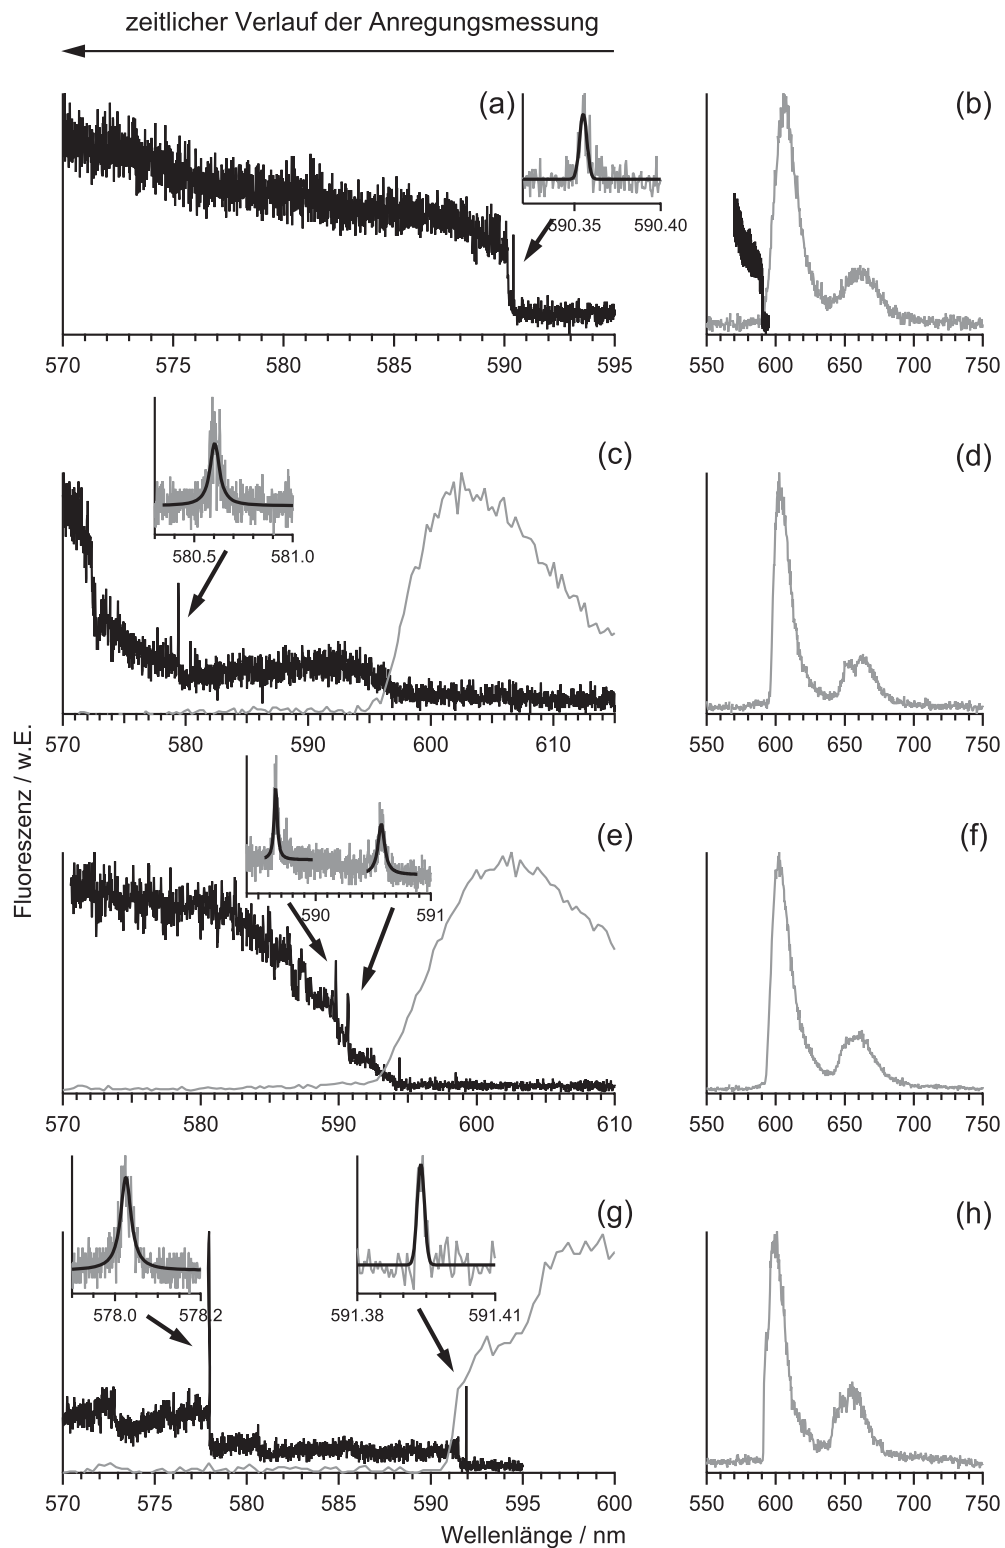 zeitlicher Verlauf der Anregungsmessung
(a)
590.35 590.40
570 575 580 585 590 595
(b)
550 600 650 700 750
(c)
580.5 581.0
570 580 590 600 610
(d)
550 600 650 700 750
Fluoreszenz / w.E.
(e)
590 591
570 580 590 600 610
(f)
550 600 650 700 750
(g)
578.0 578.2
591.38 591.41
570 575 580 585 590 595 600
(h)
550 600 650 700 750
Wellenlänge / nm